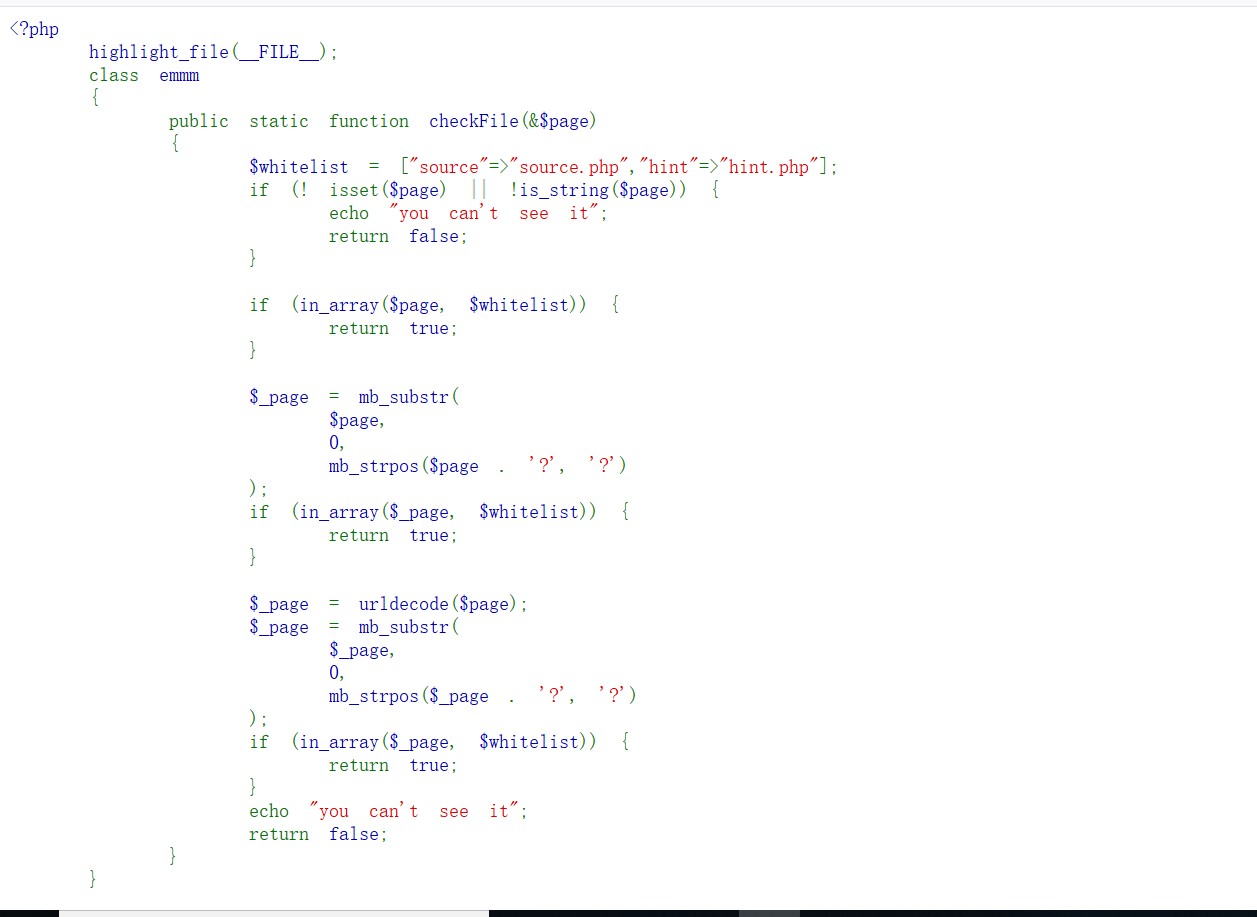 <?php
highlight_file(__FILE__);
class emmm
{
public static function checkFile(&$page)
{
$whitelist = ["source"=>"source.php","hint"=>"hint.php"];
if (! isset($page) || !is_string($page)) {
echo "you can't see it";
return false;
}
if (in_array($page, $whitelist)) {
return true;
}
$_page = mb_substr(
$page,
0,
mb_strpos($page . '?', '?')
);
if (in_array($_page, $whitelist)) {
return true;
}
$_page = urldecode($page);
$_page = mb_substr(
$_page,
0,
mb_strpos($_page . '?', '?')
);
if (in_array($_page, $whitelist)) {
return true;
}
echo "you can't see it";
return false;
}
}